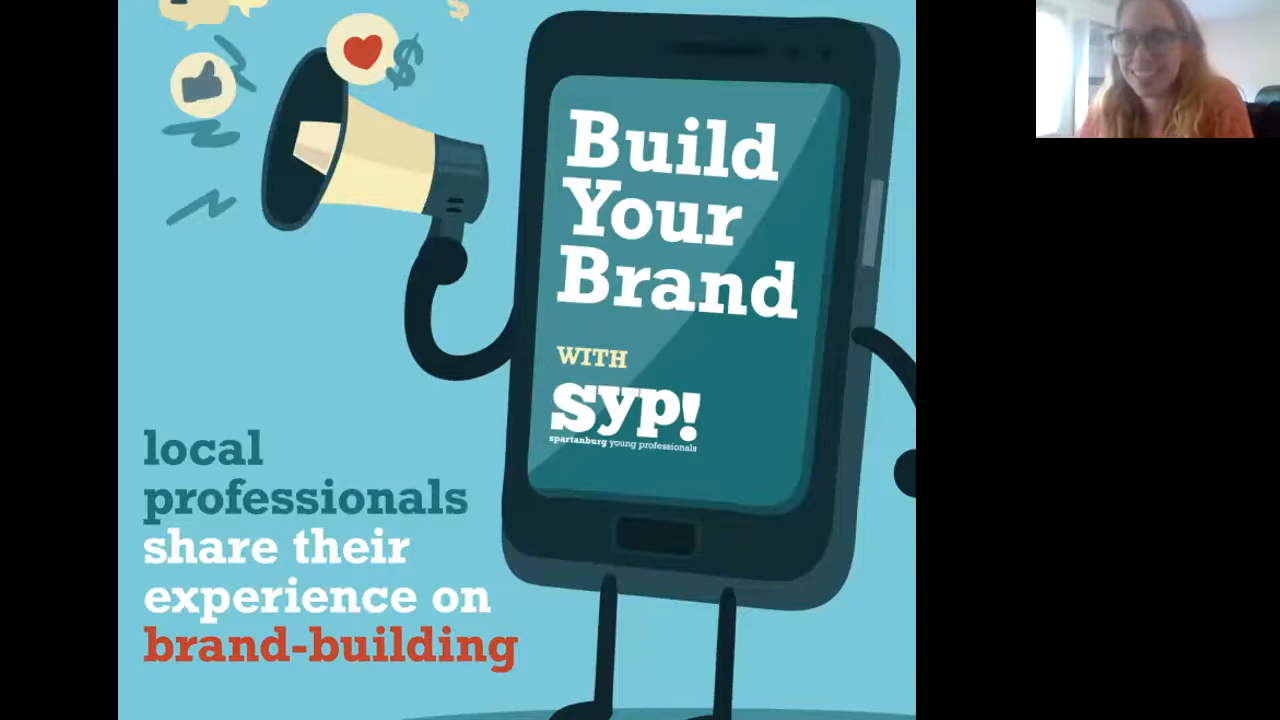 Build
Your
Brand
WITH
syp!
spartanburg young professionals
local
professionals
share their
experience on
brand-building